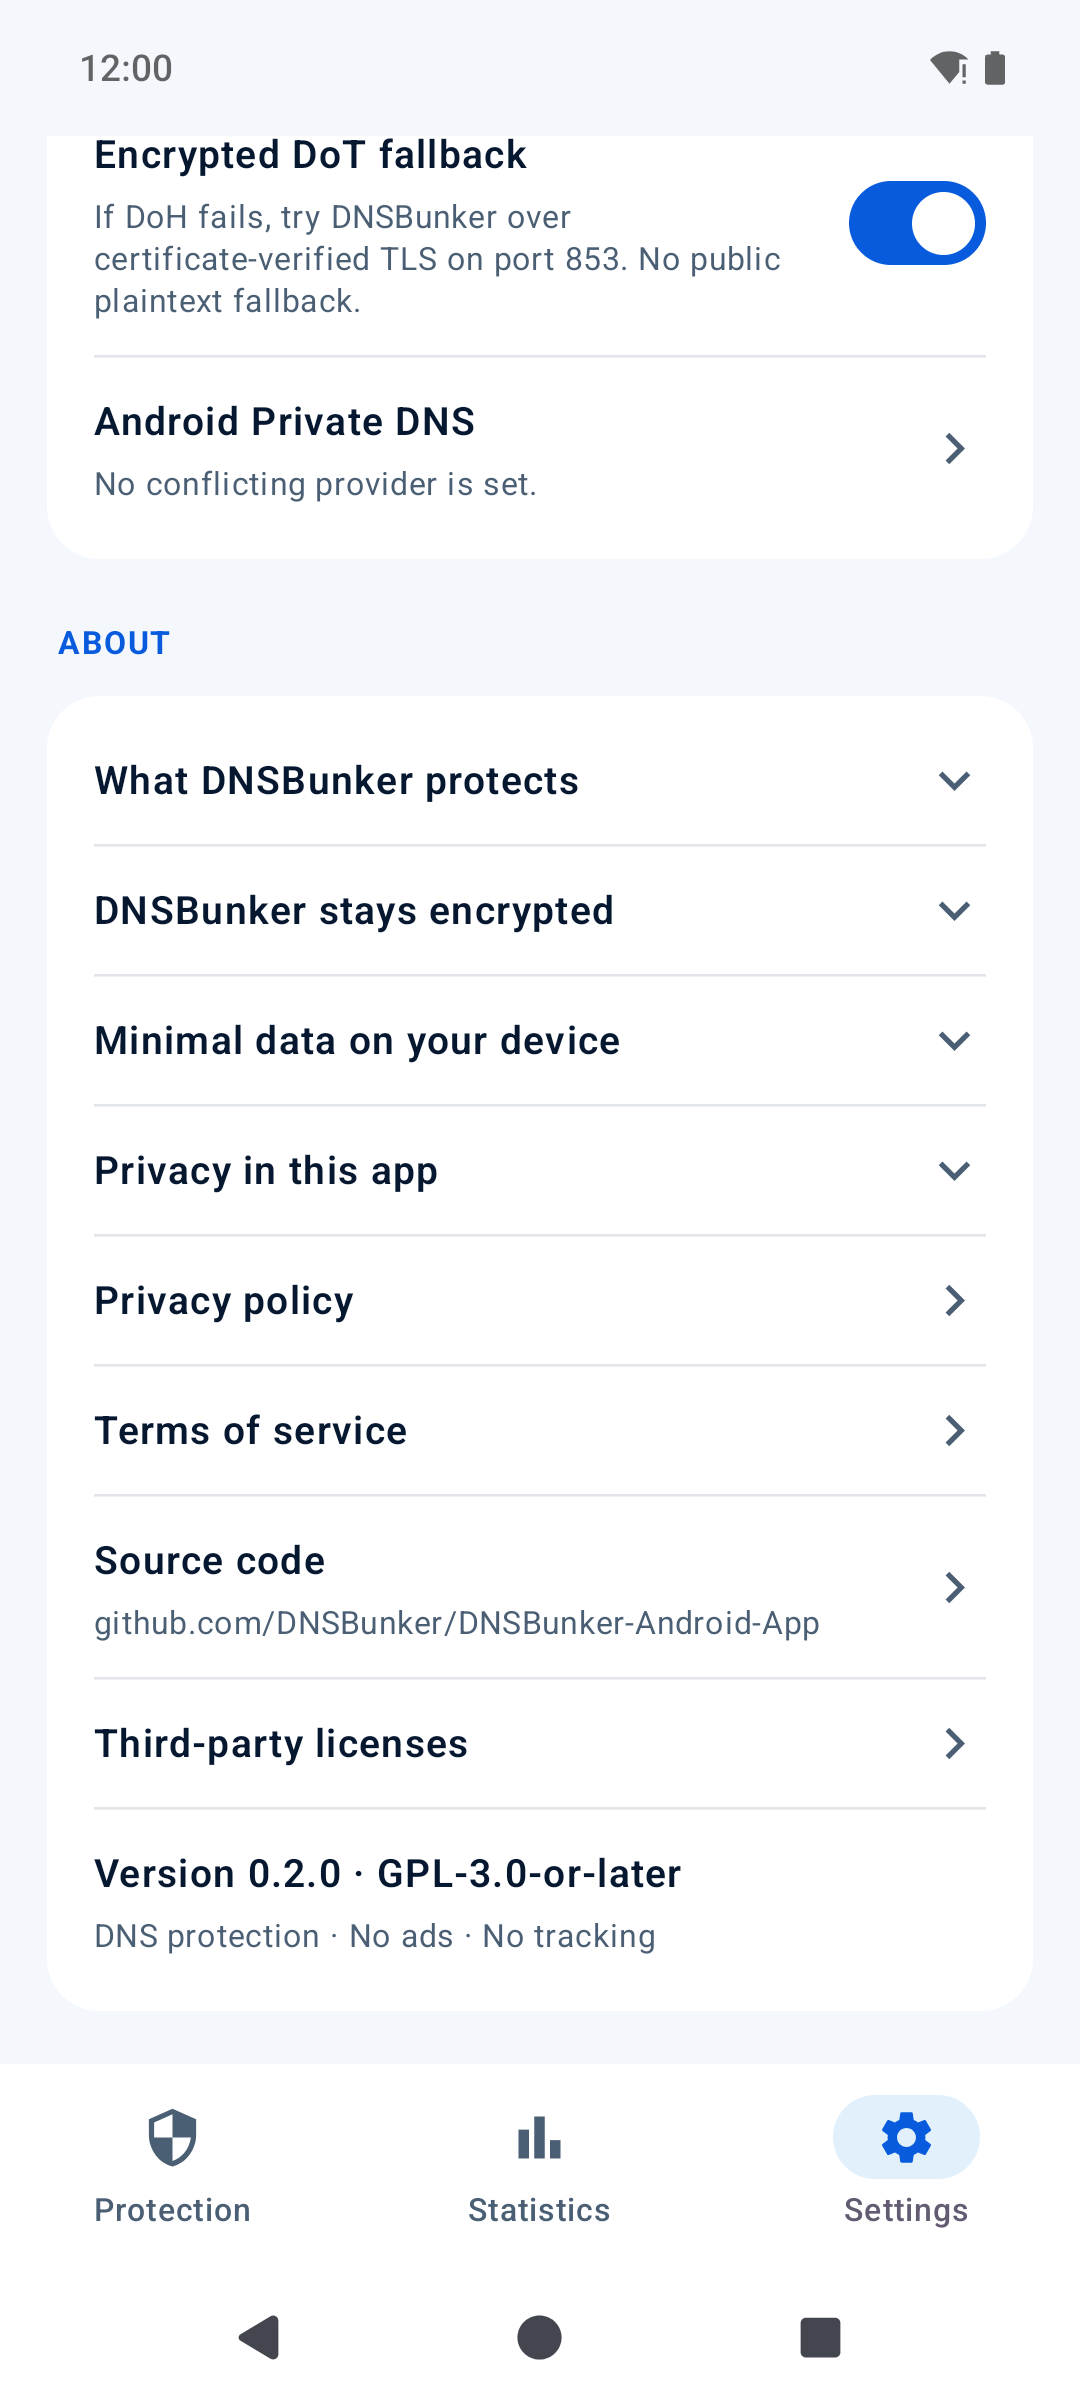 12:00
Encrypted DoT fallback
If DoH fails, try DNSBunker over
certificate-verified TLS on port 853. No public
plaintext fallback.
Android Private DNS
No conflicting provider is set.
ABOUT
What DNSBunker protects
DNSBunker stays encrypted
Minimal data on your device
Privacy in this app
Privacy policy
Terms of service
Source code
github.com/DNSBunker/DNSBunker-Android-App
Third-party licenses
Version 0.2.0 · GPL-3.0-or-later
DNS protection · No ads · No tracking
Protection
Statistics
Settings